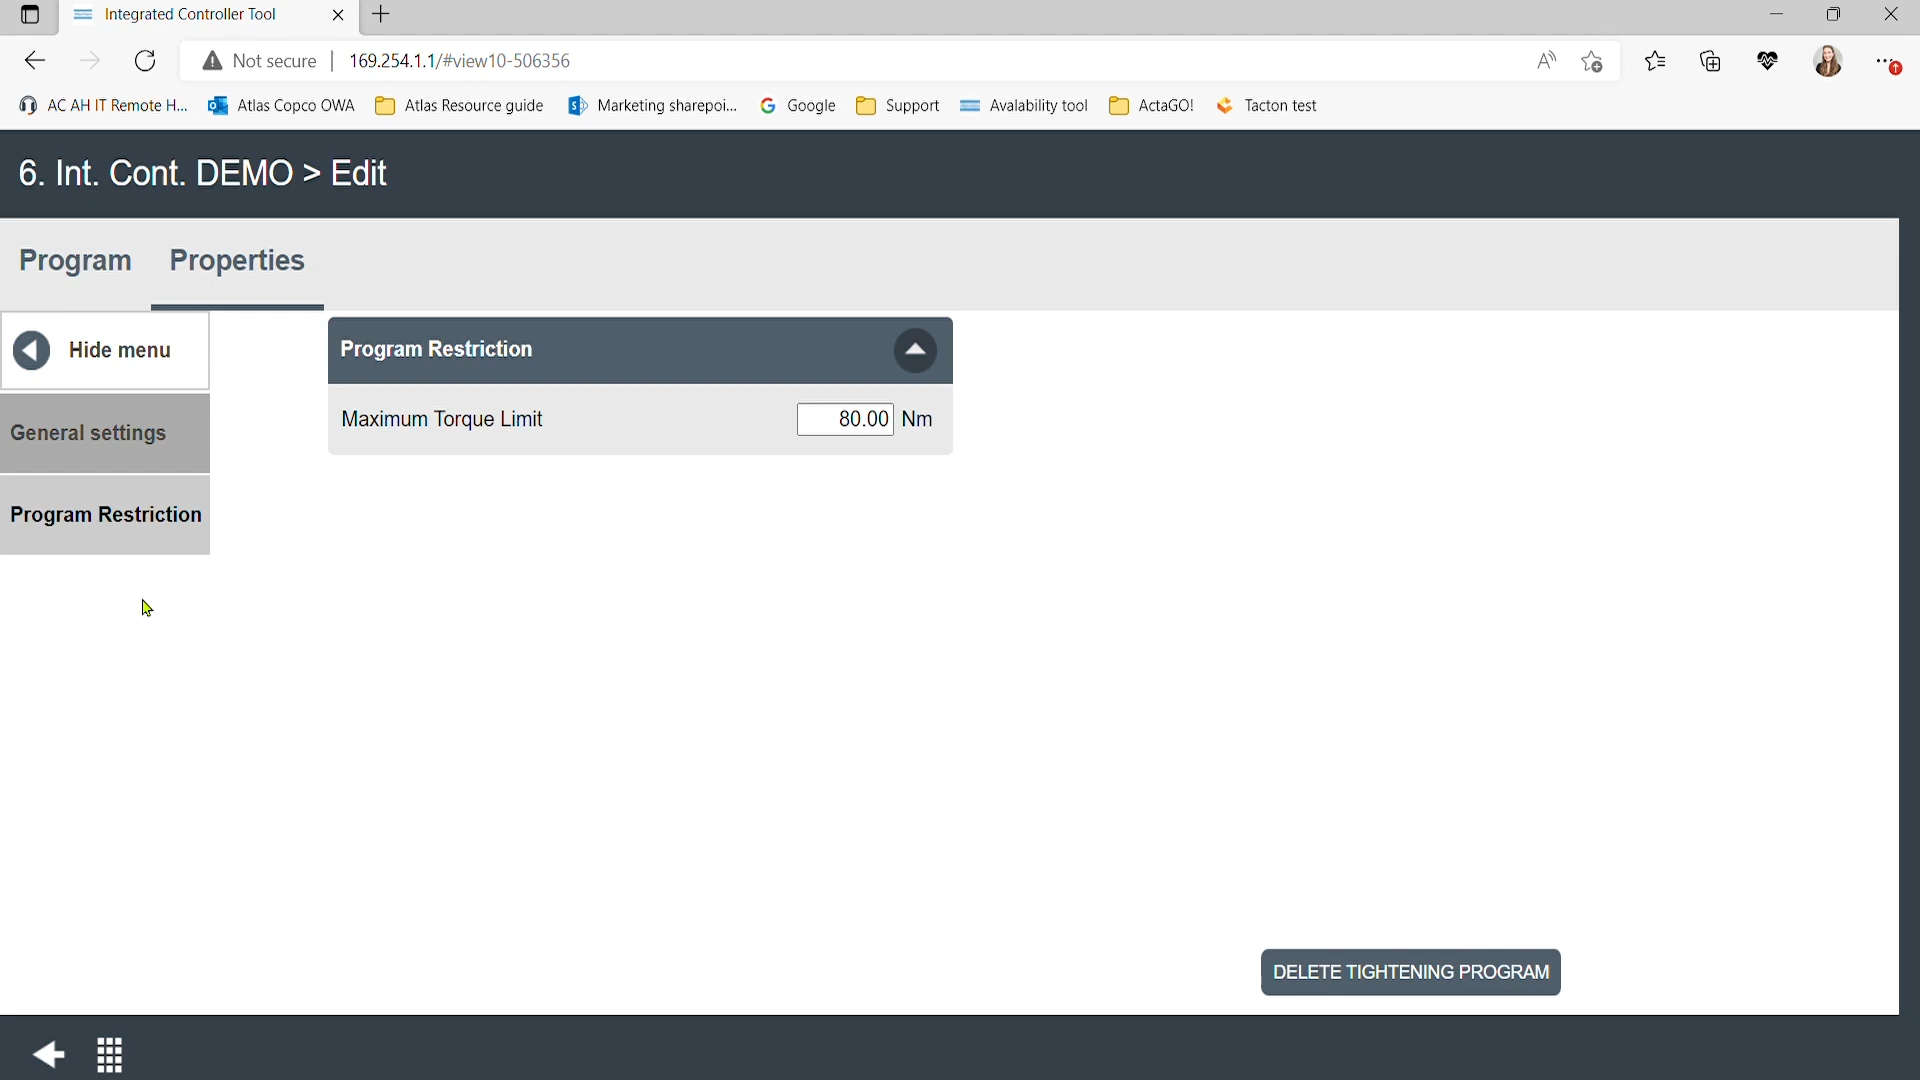 Integrated Controller Tool
Not secure
169.254.1.1/#view10-506356
AC AH IT Remote H...
Atlas Copco OWA
Atlas Resource guide
Marketing sharepoi...
Google
Support
Avalability tool
ActaGO!
Tacton test
6. Int. Cont. DEMO > Edit
Program
Properties
Hide menu
General settings
Program Restriction
Program Restriction
Maximum Torque Limit
80.00 Nm
DELETE TIGHTENING PROGRAM